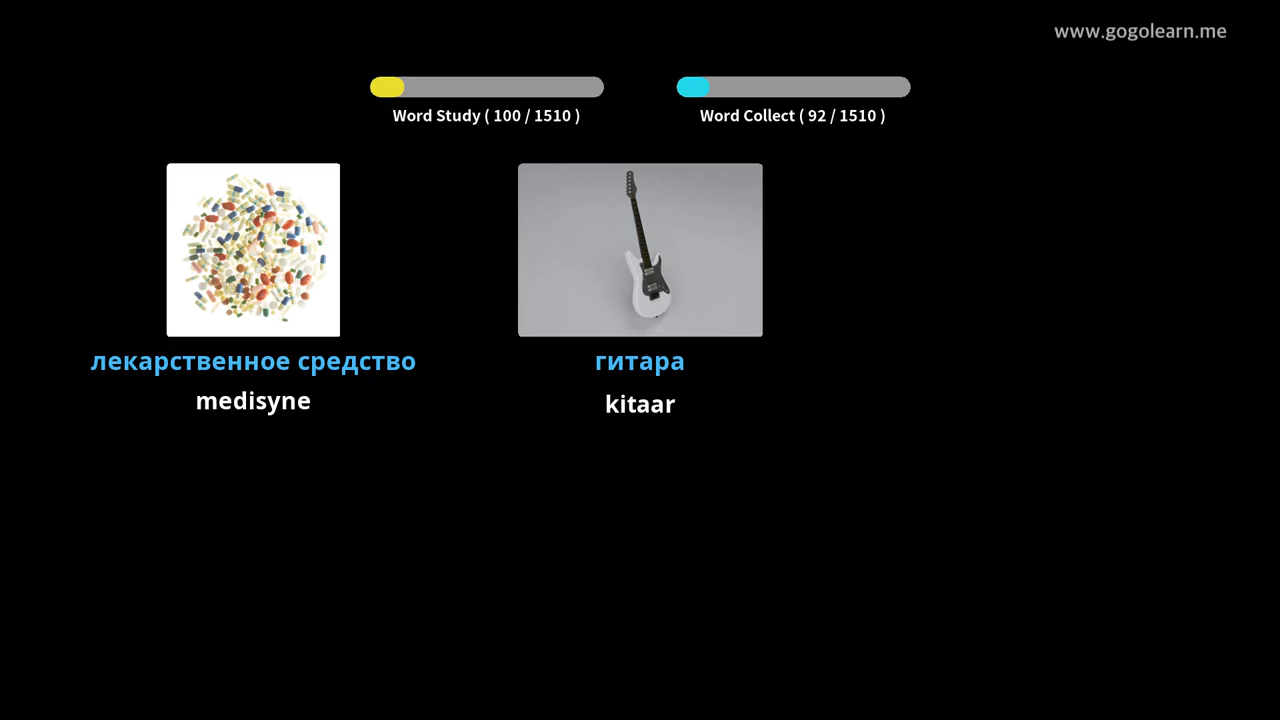 www.gogolearn.me
Word Study ( 100 / 1510 )
Word Collect ( 92 / 1510 )
лекарственное средство
medisyne
гитара
kitaar